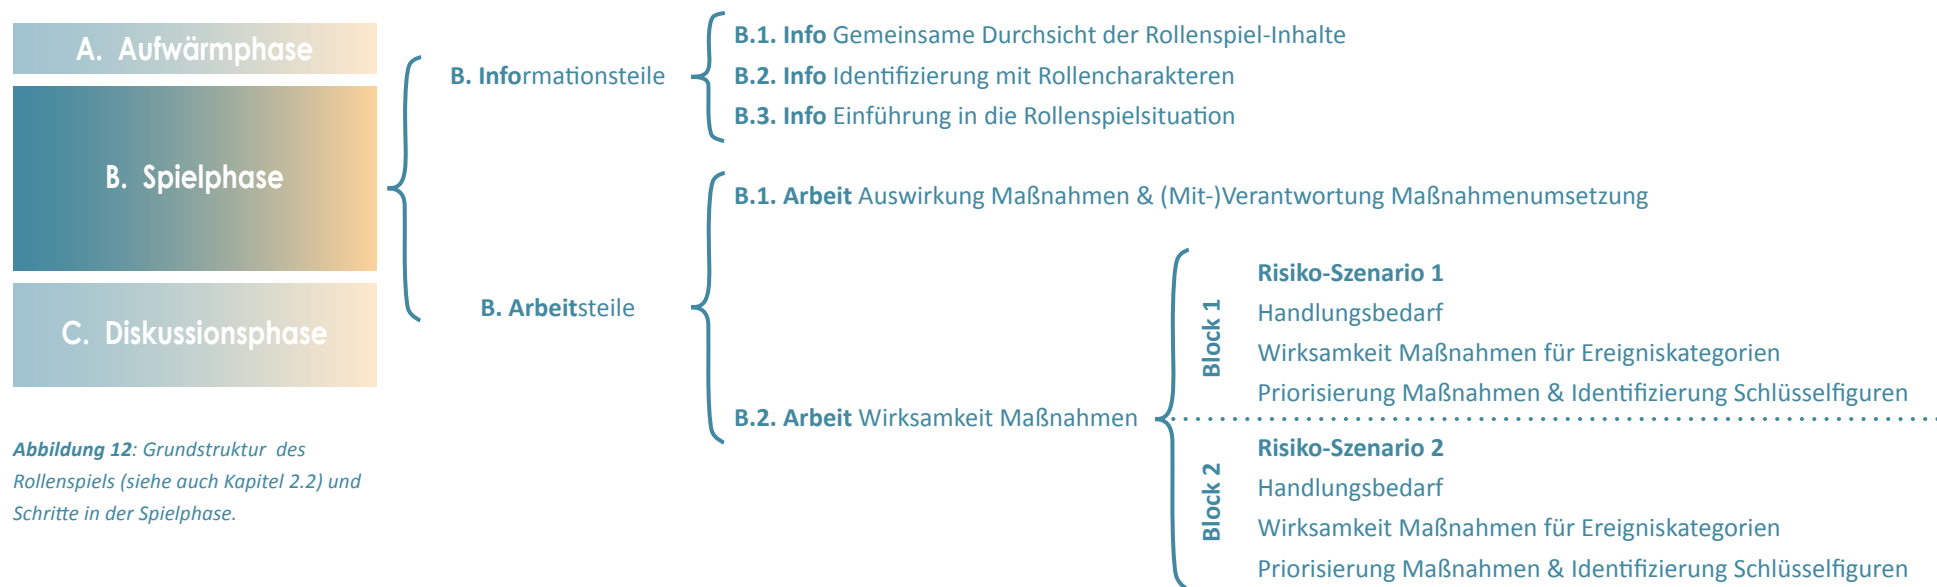 A. Aufwärmphase
B. Spielphase
C. Diskussionsphase
Abbildung 12: Grundstruktur des
Rollenspiels (siehe auch Kapitel 2.2) und
Schritte in der Spielphase.
B. Informationsteile
B.1. Info Gemeinsame Durchsicht der Rollenspiel-Inhalte
B.2. Info Identifizierung mit Rollencharakteren
B.3. Info Einführung in die Rollenspielsituation
B. Arbeitsteile
B.1. Arbeit Auswirkung Maßnahmen & (Mit-)Verantwortung Maßnahmenumsetzung
B.2. Arbeit Wirksamkeit Maßnahmen
Block 1
Risiko-Szenario 1
Handlungsbedarf
Wirksamkeit Maßnahmen für Ereigniskategorien
Priorisierung Maßnahmen & Identifizierung Schlüsselfiguren
Block 2
Risiko-Szenario 2
Handlungsbedarf
Wirksamkeit Maßnahmen für Ereigniskategorien
Priorisierung Maßnahmen & Identifizierung Schlüsselfiguren